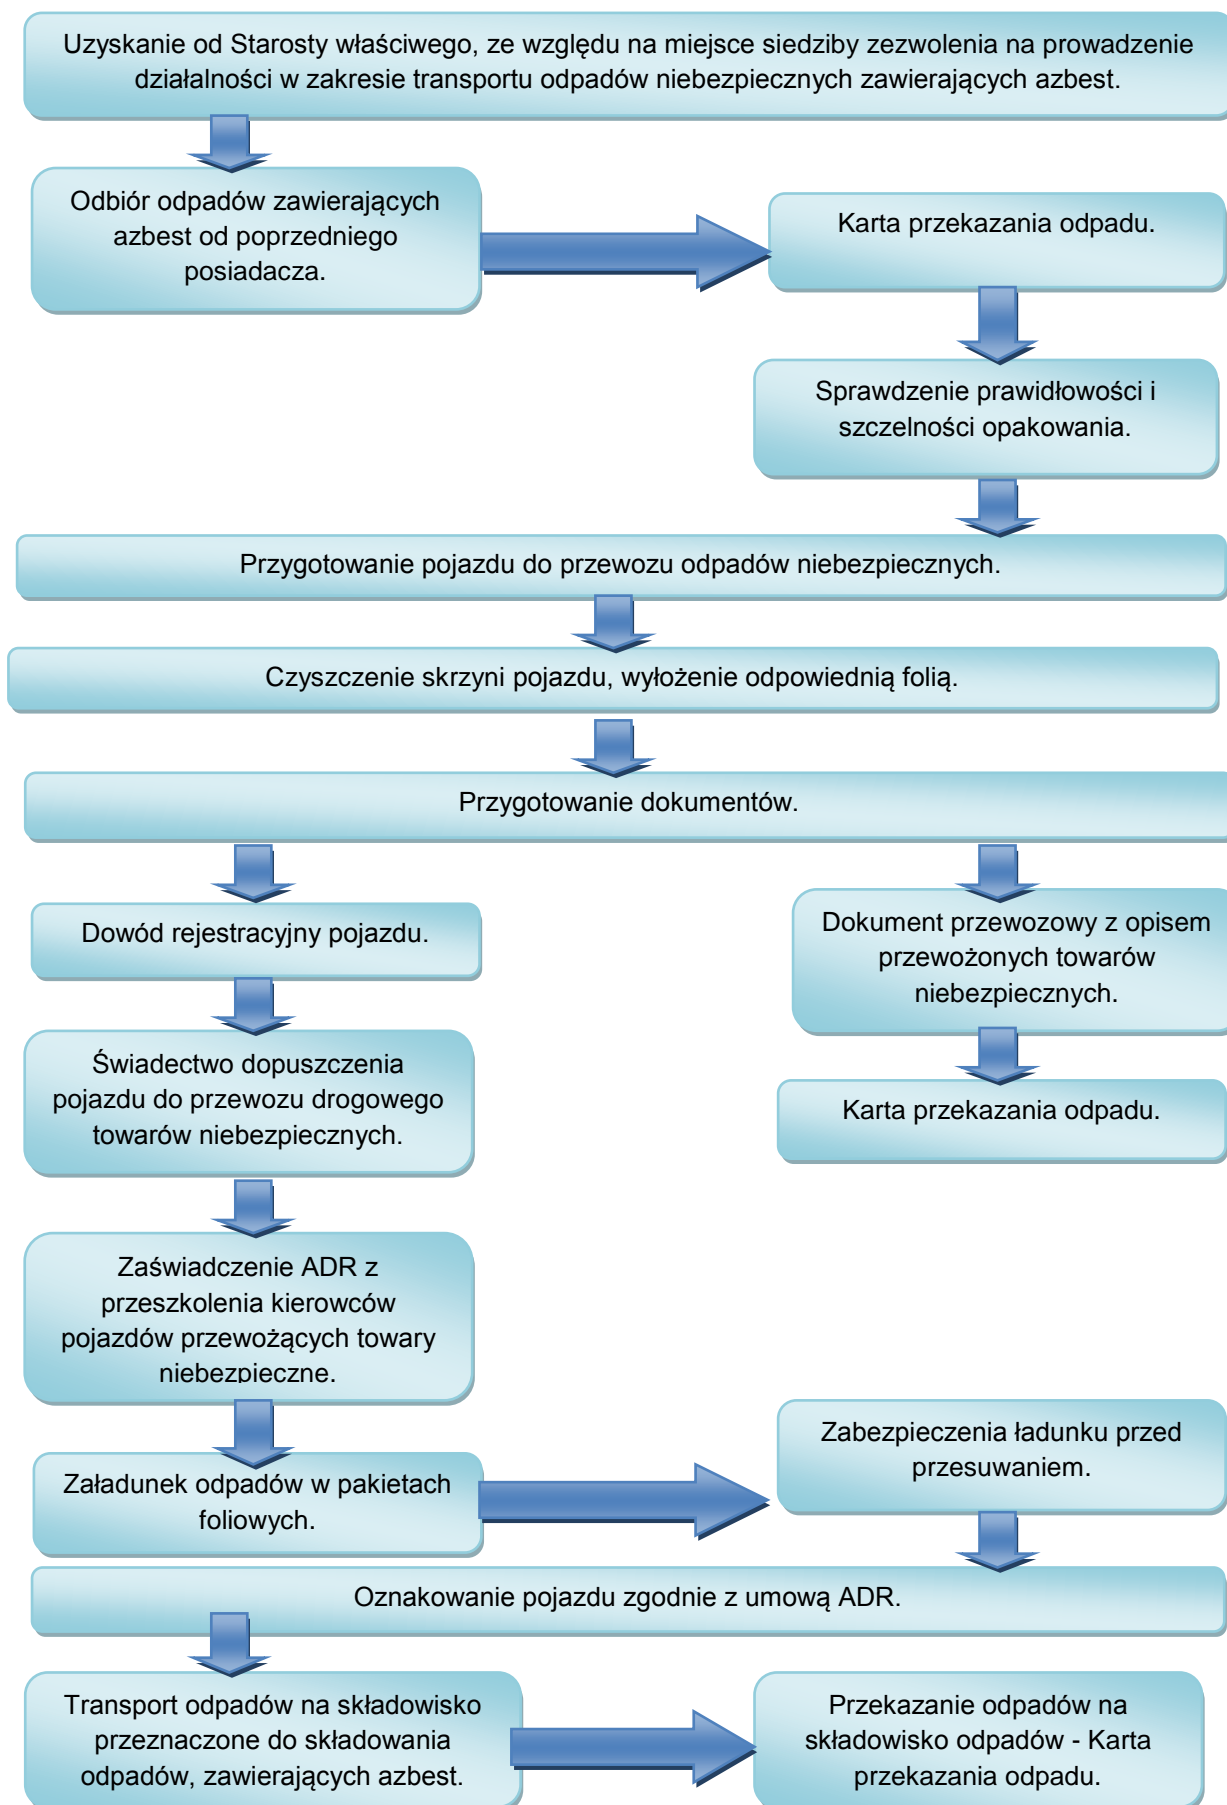 Uzyskanie od Starosty właściwego, ze względu na miejsce siedziby zezwolenia na prowadzenie
działalności w zakresie transportu odpadów niebezpiecznych zawierających azbest.
Odbiór odpadów zawierających
azbest od poprzedniego
posiadacza.
Karta przekazania odpadu.
Sprawdzenie prawidłowości i
szczelności opakowania.
Przygotowanie pojazdu do przewozu odpadów niebezpiecznych.
Czyszczenie skrzyni pojazdu, wyłożenie odpowiednią folią.
Przygotowanie dokumentów.
Dowód rejestracyjny pojazdu.
Świadectwo dopuszczenia
pojazdu do przewozu drogowego
towarów niebezpiecznych.
Zaświadczenie ADR z
przeszkolenia kierowców
pojazdów przewożących towary
niebezpieczne.
Dokument przewozowy z opisem
przewożonych towarów
niebezpiecznych.
Karta przekazania odpadu.
Załadunek odpadów w pakietach
foliowych.
Zabezpieczenia ładunku przed
przesuwaniem.
Oznakowanie pojazdu zgodnie z umową ADR.
Transport odpadów na składowisko
przeznaczone do składowania
odpadów, zawierających azbest.
Przekazanie odpadów na
składowisko odpadów - Karta
przekazania odpadu.